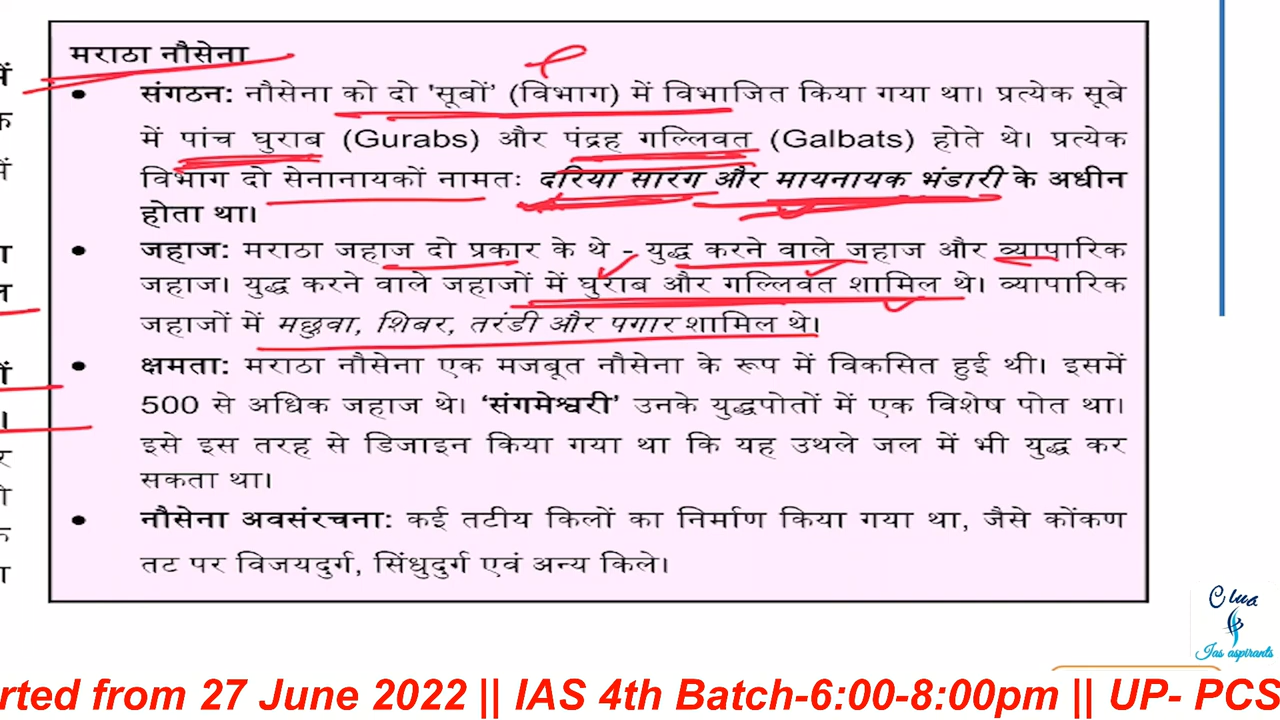 मराठा नौसेना
में
• संगठन: नौसेना को दो 'सूबों' (विभाग) में विभाजित किया गया था। प्रत्येक सूबे
क
में पांच घुराब (Gurabs) और पंद्रह गल्लिवत (Galbats) होते थे। प्रत्येक
में
विभाग दो सेनानायकों नामतः दरिया सारंग और मायनायक भंडारी के अधीन
होता था।
ा
• जहाज: मराठा जहाज दो प्रकार के थे - युद्ध करने वाले जहाज और व्यापारिक
ल
जहाज। युद्ध करने वाले जहाजों में घुराब और गल्लिवत शामिल थे। व्यापारिक
जहाजों में मछुवा, शिबर, तरंडी और पगार शामिल थे।
• क्षमता: मराठा नौसेना एक मजबूत नौसेना के रूप में विकसित हुई थी। इसमें
500 से अधिक जहाज थे। 'संगमेश्वरी' उनके युद्धपोतों में एक विशेष पोत था।
।
इसे इस तरह से डिजाइन किया गया था कि यह उथले जल में भी युद्ध कर
र
सकता था।
• नौसेना अवसंरचना: कई तटीय किलों का निर्माण किया गया था, जैसे कोंकण
तट पर विजयदुर्ग, सिंधुदुर्ग एवं अन्य किले।
Clue
Ias aspirants
rted from 27 June 2022 || IAS 4th Batch-6:00-8:00pm || UP- PCS